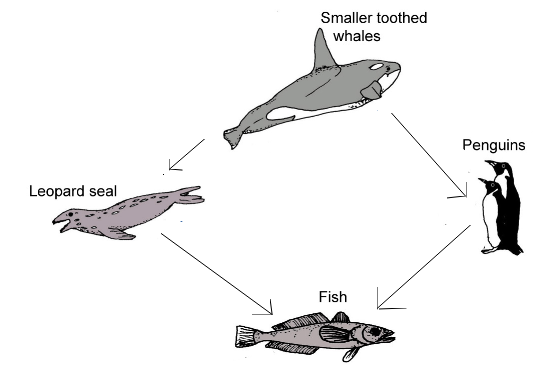 Smaller toothed
whales
Penguins
Leopard seal
Fish